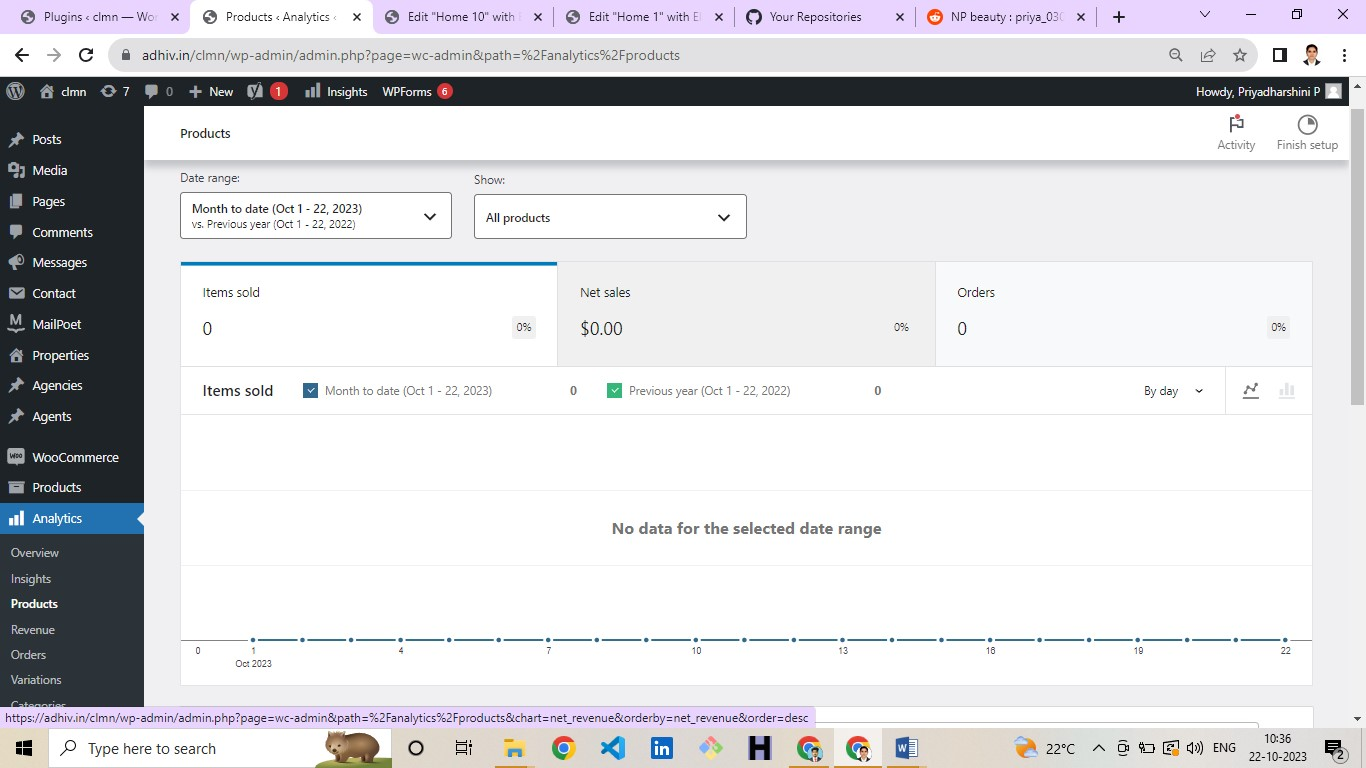 Plugins ‹ clmn — Wo
Products ‹ Analytics ‹
Edit "Home 10" with
Edit "Home 1" with El
Your Repositories
NP beauty : priya_030
adhiv.in/clmn/wp-admin/admin.php?page=wc-admin&path=%2Fanalytics%2Fproducts
clmn
7
0
New
1
Insights
WPForms
6
Howdy, Priyadharshini P
Posts
Media
Pages
Comments
Messages
Contact
MailPoet
Properties
Agencies
Agents
WooCommerce
Products
Analytics
Overview
Insights
Products
Revenue
Orders
Variations
Categories
Products
Activity
Finish setup
Date range:
Month to date (Oct 1 - 22, 2023)
vs. Previous year (Oct 1 - 22, 2022)
Show:
All products
Items sold
0
0%
Net sales
$0.00
0%
Orders
0
0%
Items sold
Month to date (Oct 1 - 22, 2023)
0
Previous year (Oct 1 - 22, 2022)
0
By day
No data for the selected date range
0
1
4
7
10
13
16
19
22
Oct 2023
https://adhiv.in/clmn/wp-admin/admin.php?page=wc-admin&path=%2Fanalytics%2Fproducts&chart=net_revenue&orderby=net_revenue&order=desc
Type here to search
22°C
ENG
10:36
22-10-2023
2